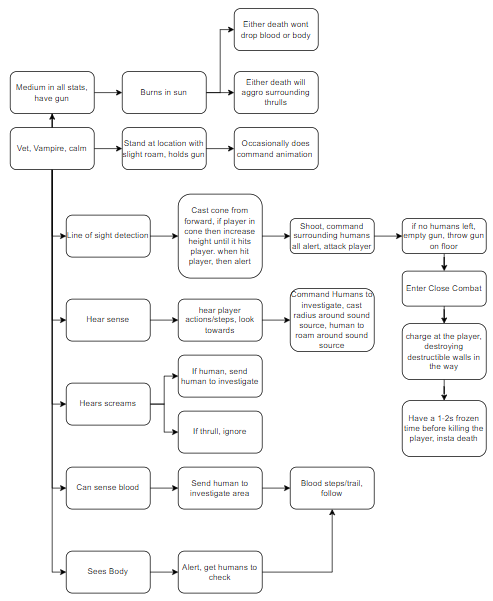 Either death wont
drop blood or body
Medium in all stats,
have gun
Burns in sun
Either death will
aggro surrounding
thrulls
Vet, Vampire, calm
Stand at location with
slight roam, holds gun
Occasionally does
command animation
Line of sight detection
Cast cone from
forward, if player in
cone then increase
height until it hits
player. when hit
player, then alert
Shoot, command
surrounding humans
all alert, attack player
if no humans left,
empty gun, throw gun
on floor
Enter Close Combat
Hear sense
hear player
actions/steps, look
towards
Command Humans to
investigate, cast
radius around sound
source, human to
roam around sound
source
charge at the player,
destroying
destructible walls in
the way
If human, send
human to investigate
Hears screams
If thrull, ignore
Have a 1-2s frozen
time before killing the
player, insta death
Can sense blood
Send human to
investigate area
Blood steps/trail,
follow
Sees Body
Alert, get humans to
check